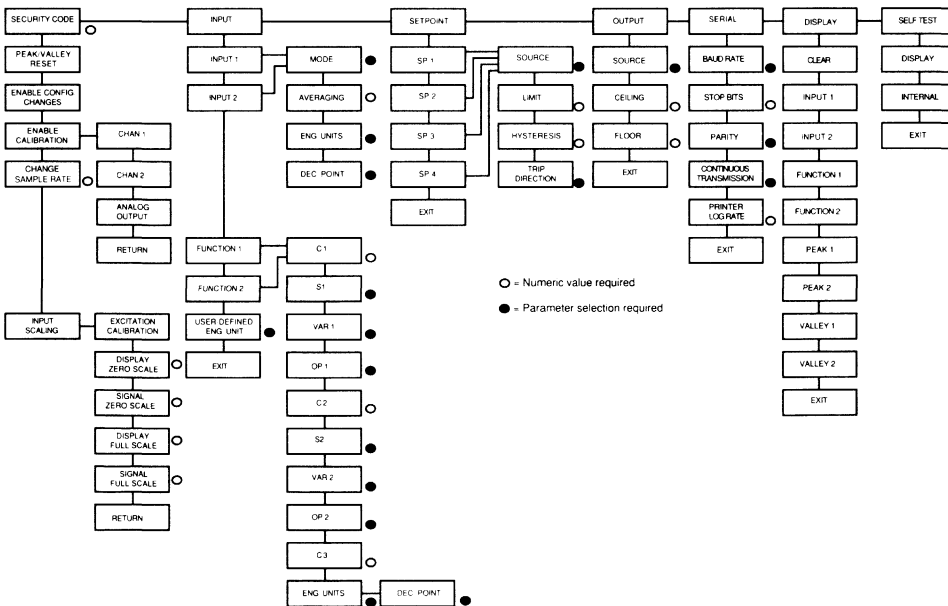 SECURITY CODE
PEAK/VALLEY
RESET
ENABLE CONFIG
CHANGES
ENABLE
CALIBRATION
CHANGE
SAMPLE RATE
INPUT
SCALING
CHAN 1
CHAN 2
ANALOG
OUTPUT
RETURN
EXCITATION
CALIBRATION
DISPLAY
ZERO SCALE
SIGNAL
ZERO SCALE
DISPLAY
FULL SCALE
SIGNAL
FULL SCALE
RETURN
INPUT
INPUT 1
INPUT 2
FUNCTION 1
FUNCTION 2
USER DEFINED
ENG UNIT
EXIT
MODE
AVERAGING
ENG UNITS
DEC POINT
C 1
S1
VAR 1
OP 1
C2
S2
VAR 2
OP 2
C3
ENG UNITS
DEC POINT
SETPOINT
SP 1
SP 2
SP 3
SP 4
EXIT
SOURCE
LIMIT
HYSTERESIS
TRIP
DIRECTION
OUTPUT
SOURCE
CEILING
FLOOR
EXIT
SERIAL
BAUD RATE
STOP BITS
PARITY
CONTINUOUS
TRANSMISSION
PRINTER
LOG RATE
EXIT
DISPLAY
CLEAR
INPUT 1
INPUT 2
FUNCTION 1
FUNCTION 2
PEAK 1
PEAK 2
VALLEY 1
VALLEY 2
EXIT
SELF TEST
DISPLAY
INTERNAL
EXIT
O = Numeric value required
● = Parameter selection required